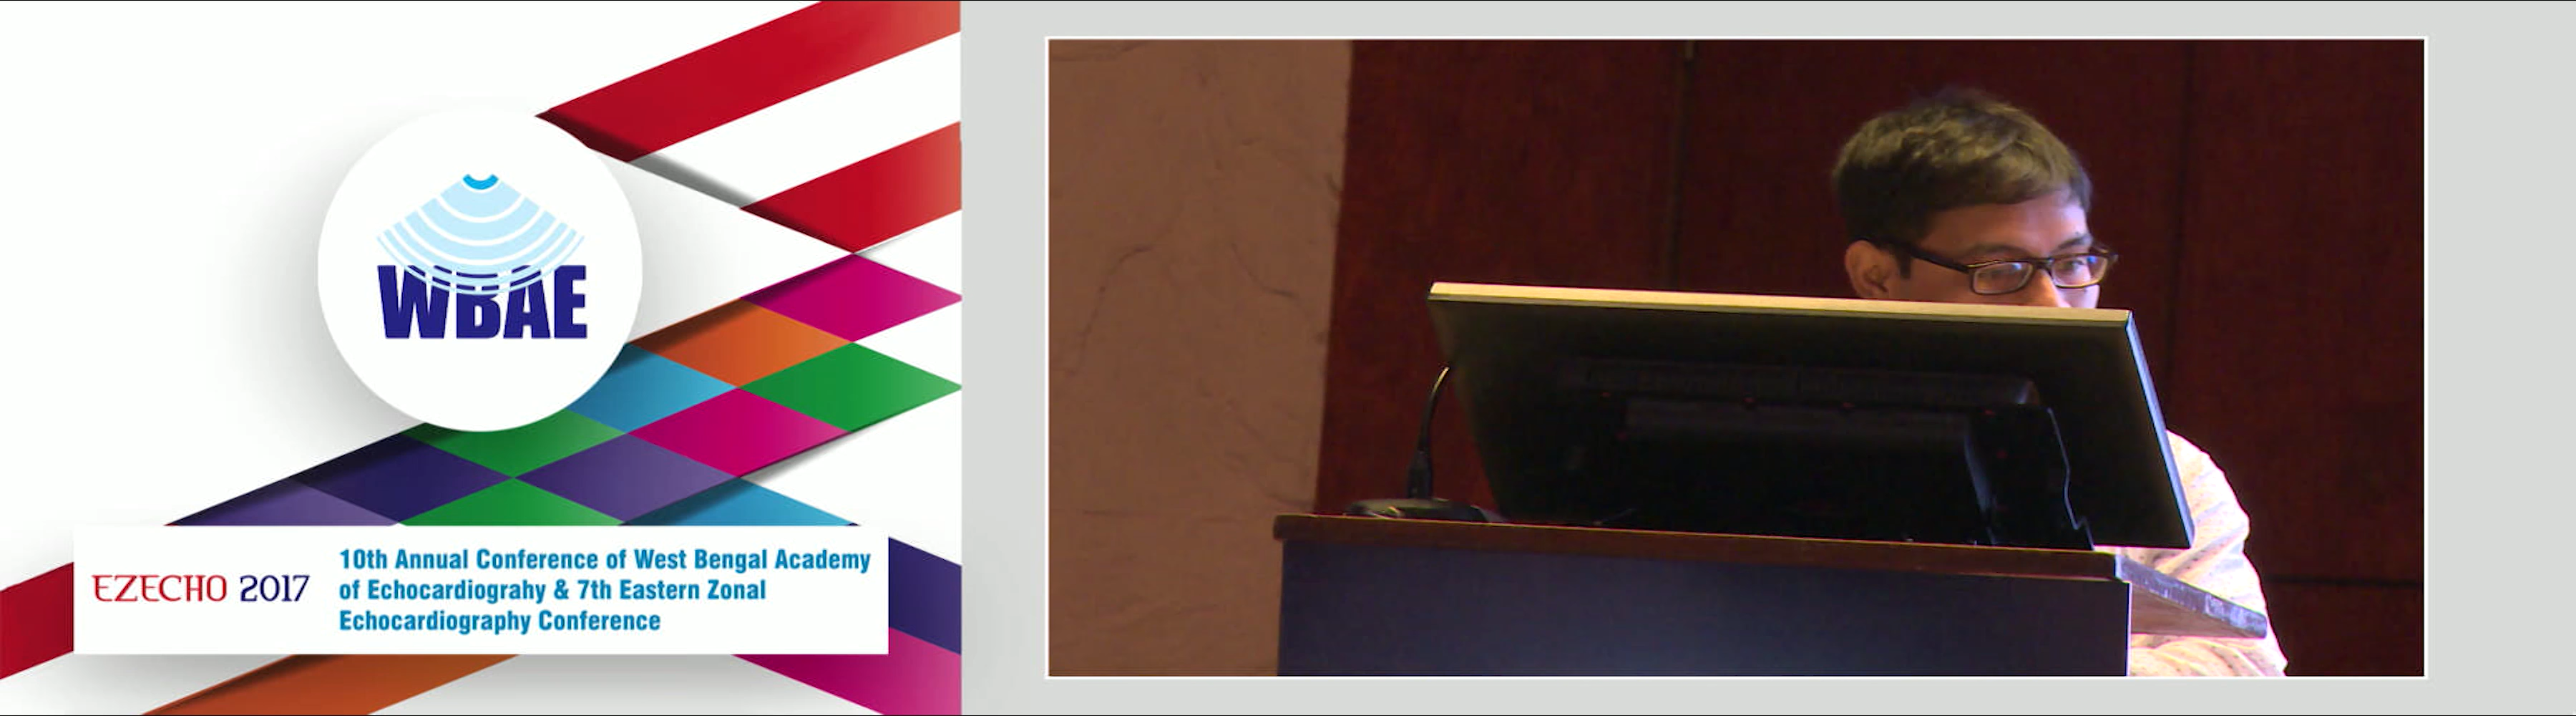 WBAE
EZECHO 2017
10th Annual Conference of West Bengal Academy
of Echocardiograhy & 7th Eastern Zonal
Echocardiography Conference